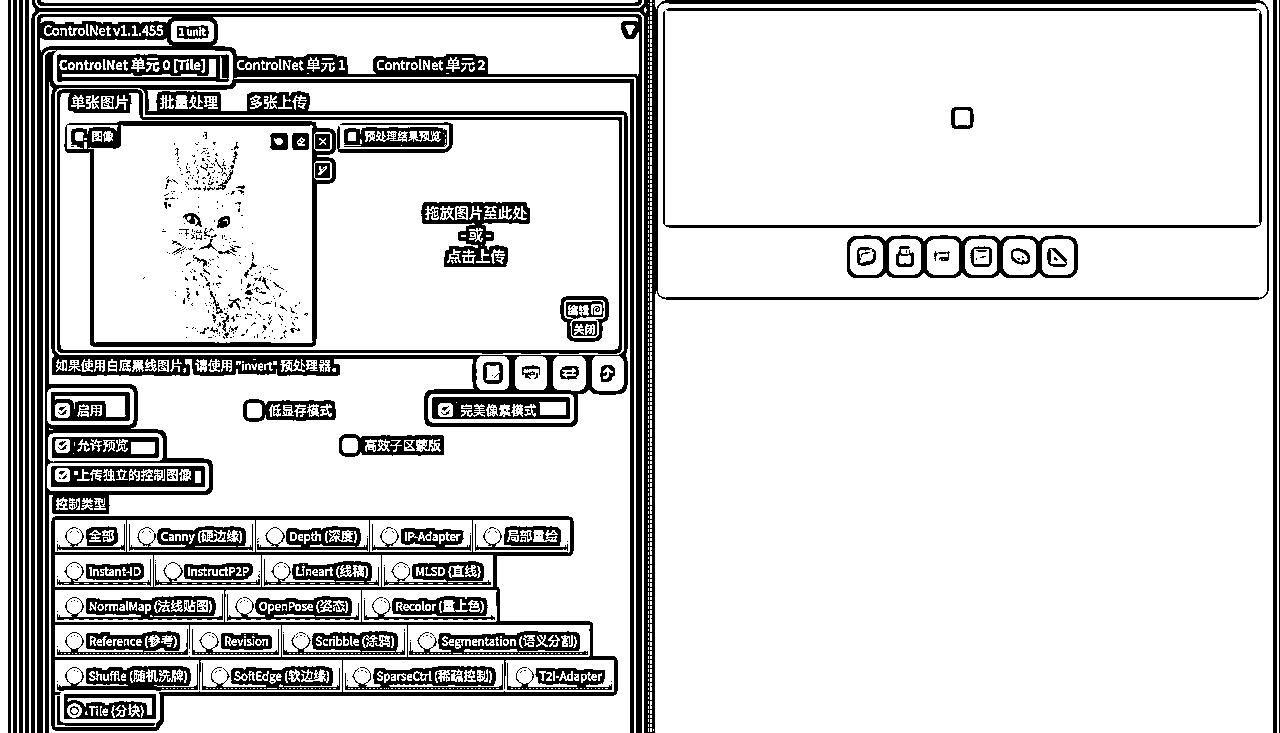 ControlNet v1.1.455 1 unit
ControlNet 单元 0 [Tile] ControlNet 单元 1 ControlNet 单元 2
单张图片 批量处理 多张上传
图像 预处理结果预览
开始
拖放图片至此处
-或-
点击上传
编辑
关闭
如果使用白底黑线图片，请使用 "invert" 预处理器。
启用 低显存模式 完美像素模式
允许预览 高效子区蒙版
上传独立的控制图像
控制类型
全部 Canny (硬边缘) Depth (深度) IP-Adapter 局部重绘
Instant-ID InstructP2P Lineart (线稿) MLSD (直线)
NormalMap (法线贴图) OpenPose (姿态) Recolor (重上色)
Reference (参考) Revision Scribble (涂鸦) Segmentation (语义分割)
Shuffle (随机洗牌) SoftEdge (软边缘) SparseCtrl (稀疏控制) T2I-Adapter
Tile (分块)